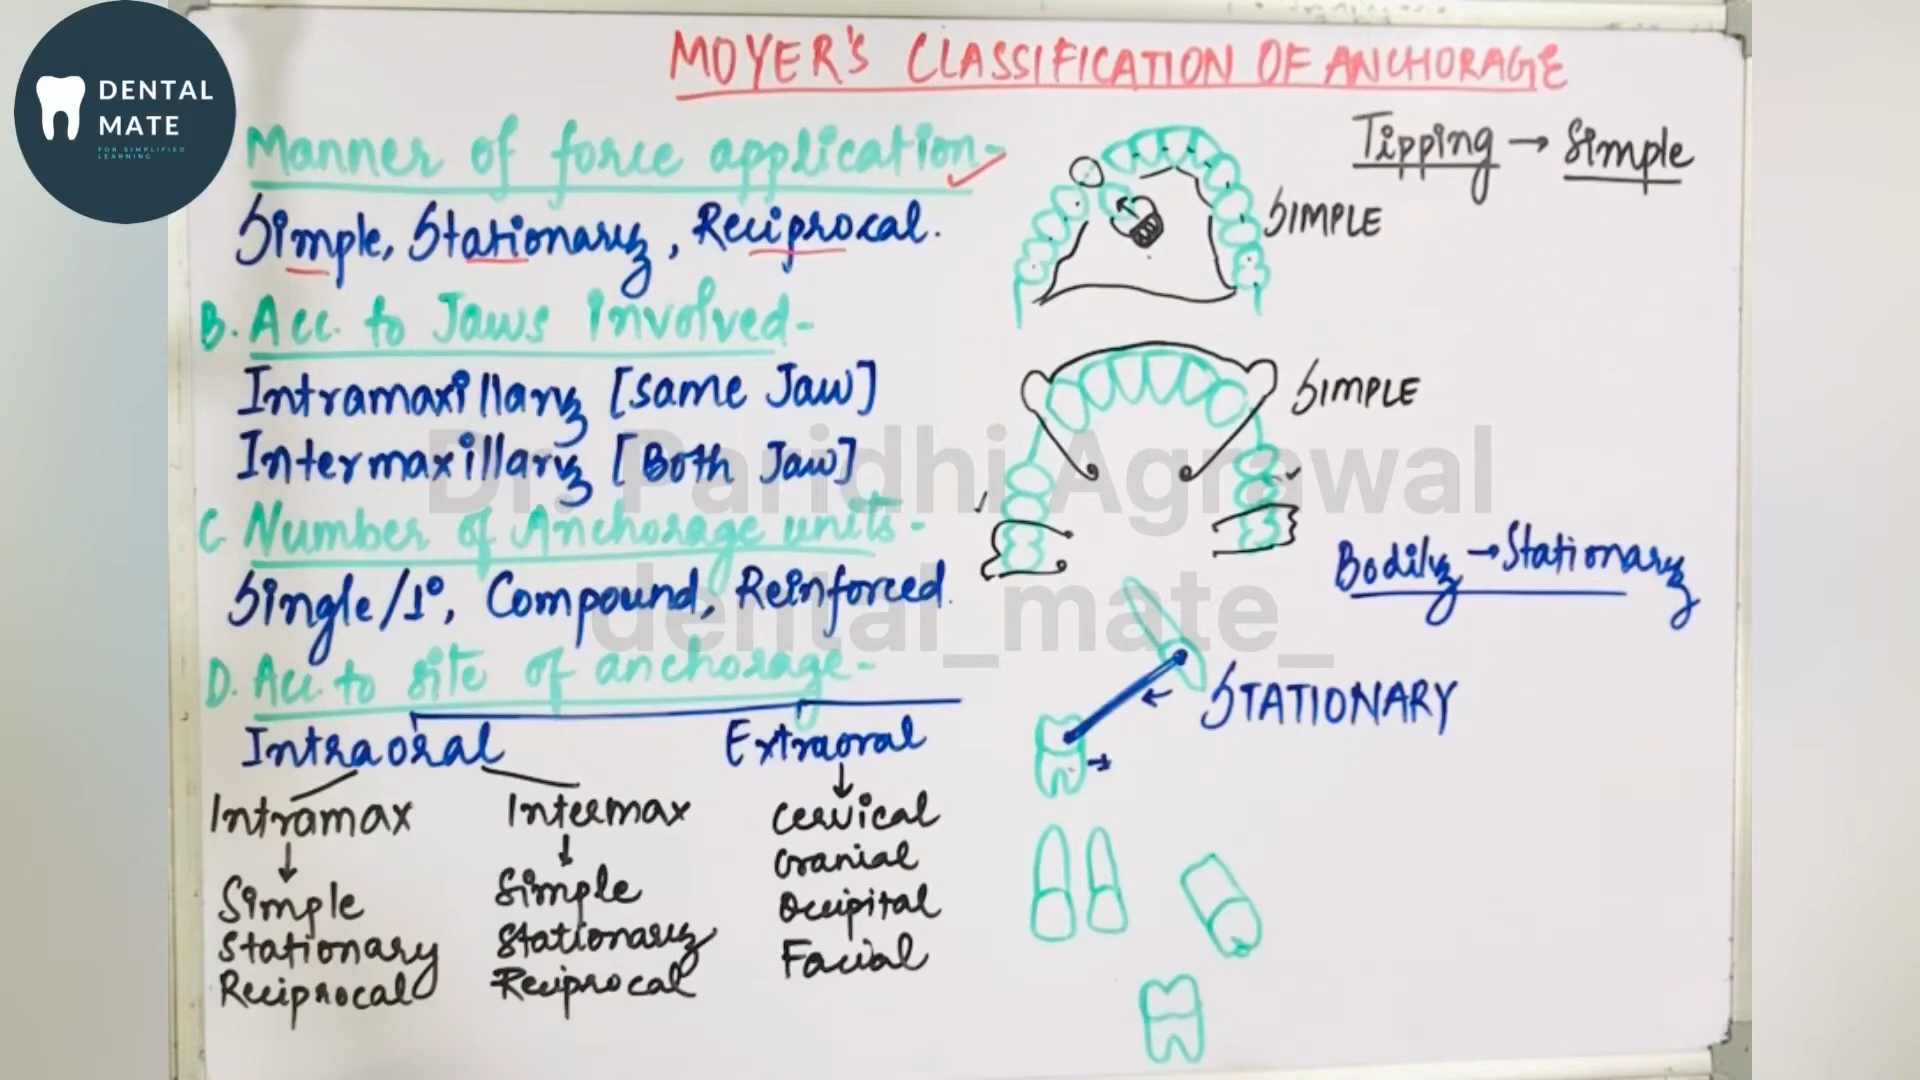 DENTAL
MATE
FOR SIMPLIFIED
LEARNING
MOYER'S CLASSIFICATION OF ANCHORAGE
Manner of force application-
Simple, Stationary, Reciprocal.
B. Acc. to Jaws involved-
Intramaxillary [Same Jaw]
Intermaxillary [Both Jaw]
C Number of Anchorage units-
Single/1°, Compound, Reinforced.
D. Acc to site of anchorage-
Intraoral Extraoral
Intramax Intermax
Simple
Stationary
Reciprocal
Simple
Stationary
Reciprocal
Cervical
Cranial
Occipital
Facial
Tipping → Simple
SIMPLE
SIMPLE
Bodily → Stationary
STATIONARY
Dr. Paridhi Agrawal
dental_mate_